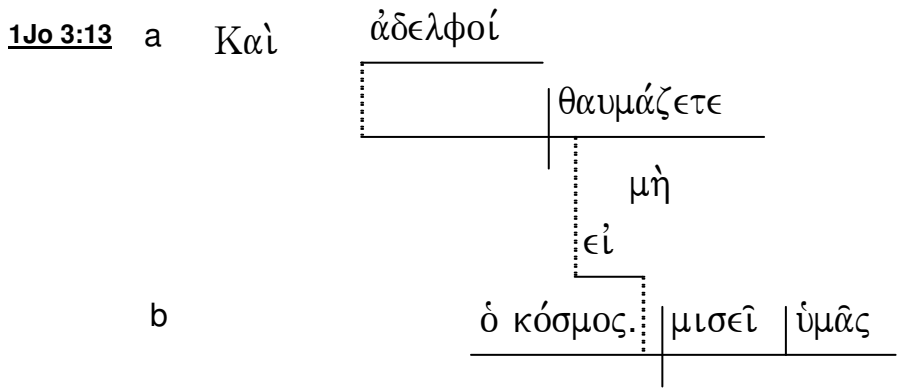 1Jo 3:13 a Καὶ ἀδελφοί
θαυμάζετε
μὴ
εἰ
b ὁ κόσμος. μισεῖ ὑμᾶς